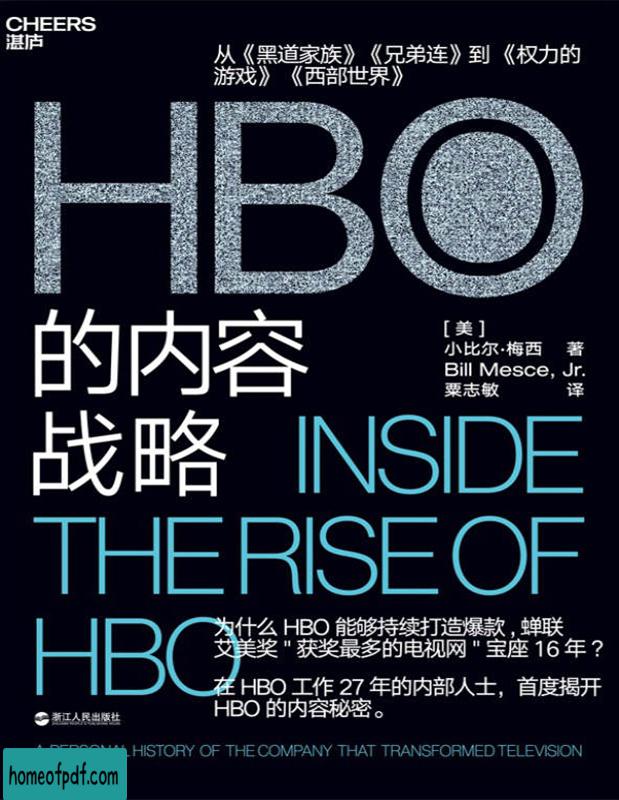 CHEERS
湛庐
从《黑道家族》《兄弟连》到 《权力的
游戏》 《西部世界》
HBO
的内容
战略
[ 美 ]
小比尔·梅西 著
Bill Mesce, Jr.
粟志敏 译
INSIDE
THE RISE OF
HBO
为什么 HBO 能够持续打造爆款 , 蝉联
艾美奖 " 获奖最多的电视网 " 宝座 16 年 ?
在 HBO 工作 27 年的内部人士，首度揭开
HBO 的内容秘密 。
浙江人民出版社
A PERSONAL HISTORY OF THE COMPANY THAT TRANSFORMED TELEVISION
homeofpdf.com